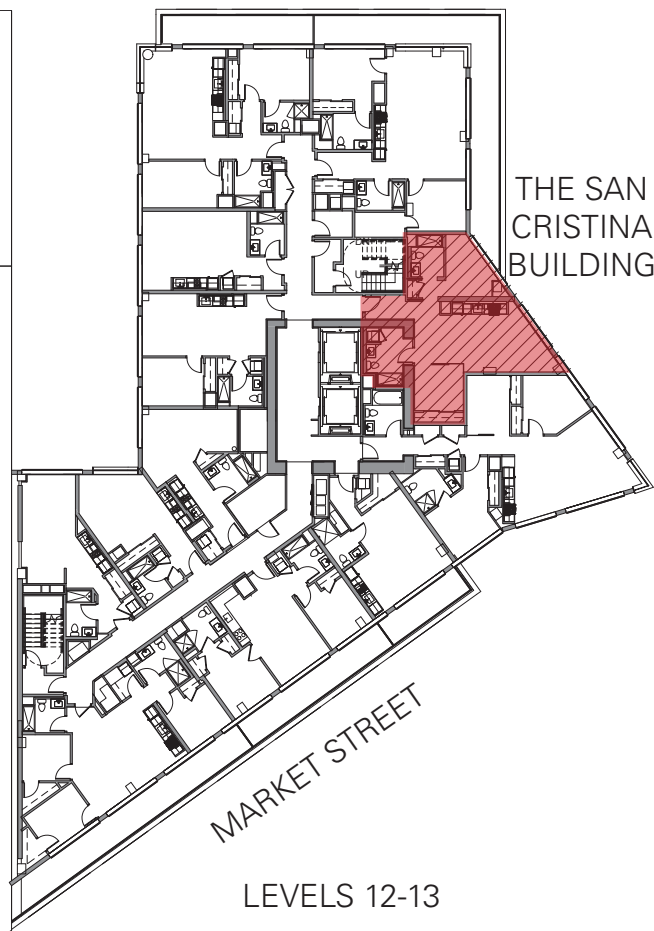 THE SAN
CRISTINA
BUILDING
MARKET STREET
LEVELS 12-13